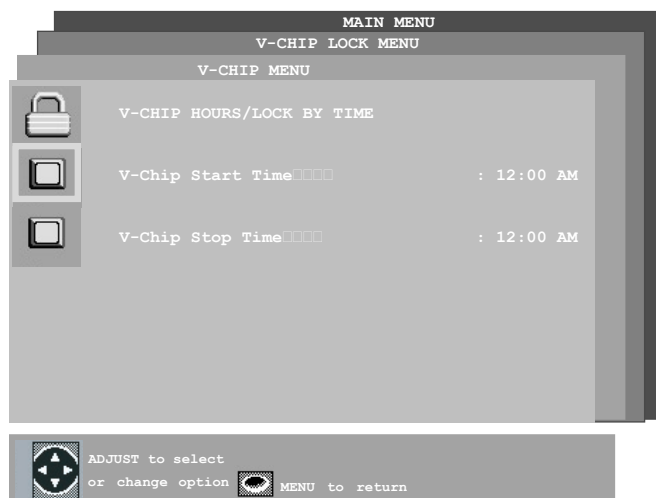 MAIN MENU
V-CHIP LOCK MENU
V-CHIP MENU
V-CHIP HOURS/LOCK BY TIME
V-Chip Start Time□□□□ : 12:00 AM
V-Chip Stop Time□□□□ : 12:00 AM
ADJUST to select
or change option MENU to return